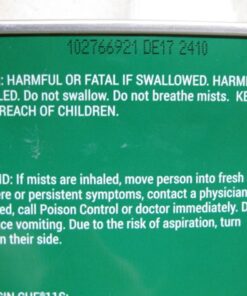 102766921 DE17 2410
: HARMFUL OR FATAL IF SWALLOWED. HARM
LED. Do not swallow. Do not breathe mists. KE
REACH OF CHILDREN.
ID: If mists are inhaled, move person into fresh
ere or persistent symptoms, contact a physician
ed, call Poison Control or doctor immediately. D
ce vomiting. Due to the risk of aspiration, turn
n their side.